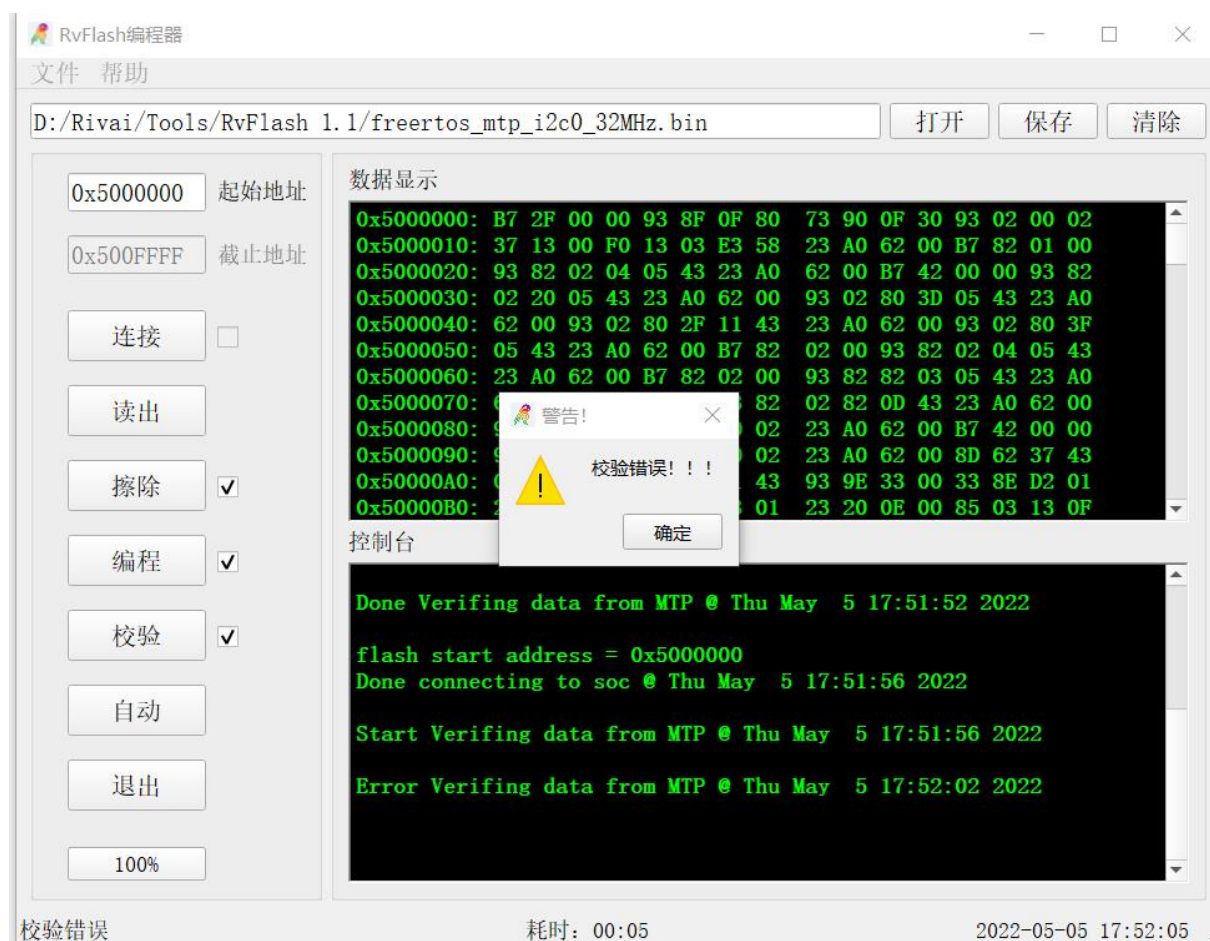 RvFlash编程器
文件 帮助
D:/Rivai/Tools/RvFlash 1.1/freertos_mtp_i2c0_32MHz.bin 打开 保存 清除
0x5000000 起始地址
0x500FFFF 截止地址
连接
读出
擦除
编程
校验
自动
退出
100%
数据显示
0x5000000: B7 2F 00 00 93 8F 0F 80 73 90 0F 30 93 02 00 02
0x5000010: 37 13 00 F0 13 03 E3 58 23 A0 62 00 B7 82 01 00
0x5000020: 93 82 02 04 05 43 23 A0 62 00 B7 42 00 00 93 82
0x5000030: 02 20 05 43 23 A0 62 00 93 02 80 3D 05 43 23 A0
0x5000040: 62 00 93 02 80 2F 11 43 23 A0 62 00 93 02 80 3F
0x5000050: 05 43 23 A0 62 00 B7 82 02 00 93 82 02 04 05 43
0x5000060: 23 A0 62 00 B7 82 02 00 93 82 82 03 05 43 23 A0
0x5000070: 82 02 82 0D 43 23 A0 62 00
0x5000080: 02 23 A0 62 00 B7 42 00 00
0x5000090: 02 23 A0 62 00 8D 62 37 43
0x50000A0: 43 93 9E 33 00 33 8E D2 01
0x50000B0: 01 23 20 0E 00 85 03 13 0F
警告!
校验错误!!!
确定
控制台
Done Verifing data from MTP @ Thu May 5 17:51:52 2022
flash start address = 0x5000000
Done connecting to soc @ Thu May 5 17:51:56 2022
Start Verifing data from MTP @ Thu May 5 17:51:56 2022
Error Verifing data from MTP @ Thu May 5 17:52:02 2022
校验错误 耗时: 00:05 2022-05-05 17:52:05